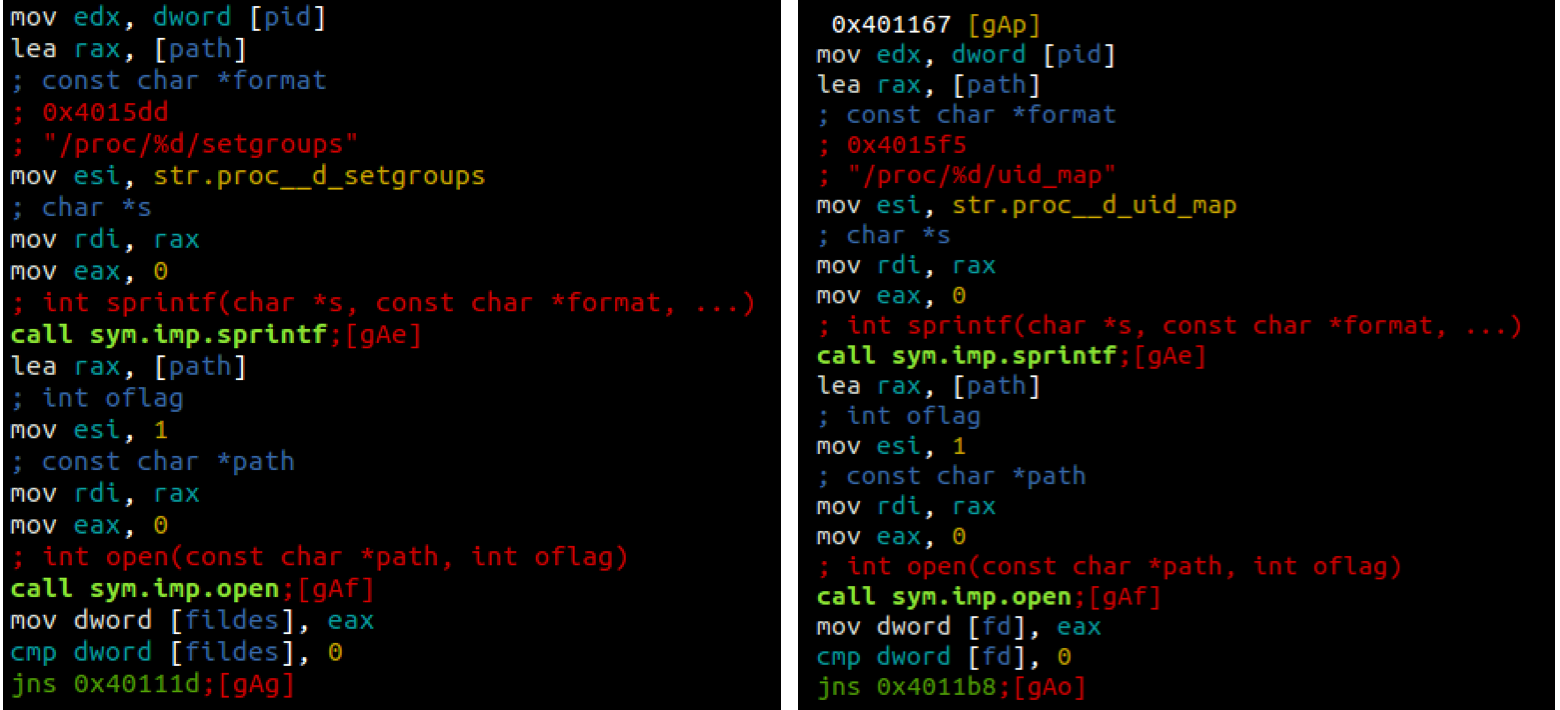 mov edx, dword [pid]
lea rax, [path]
; const char *format
; 0x4015dd
; "/proc/%d/setgroups"
mov esi, str.proc__d_setgroups
; char *s
mov rdi, rax
mov eax, 0
; int sprintf(char *s, const char *format, ...)
call sym.imp.sprintf;[gAe]
lea rax, [path]
; int oflag
mov esi, 1
; const char *path
mov rdi, rax
mov eax, 0
; int open(const char *path, int oflag)
call sym.imp.open;[gAf]
mov dword [fildes], eax
cmp dword [fildes], 0
jns 0x40111d;[gAg]
0x401167 [gAp]
mov edx, dword [pid]
lea rax, [path]
; const char *format
; 0x4015f5
; "/proc/%d/uid_map"
mov esi, str.proc__d_uid_map
; char *s
mov rdi, rax
mov eax, 0
; int sprintf(char *s, const char *format, ...)
call sym.imp.sprintf;[gAe]
lea rax, [path]
; int oflag
mov esi, 1
; const char *path
mov rdi, rax
mov eax, 0
; int open(const char *path, int oflag)
call sym.imp.open;[gAf]
mov dword [fd], eax
cmp dword [fd], 0
jns 0x4011b8;[gAo]